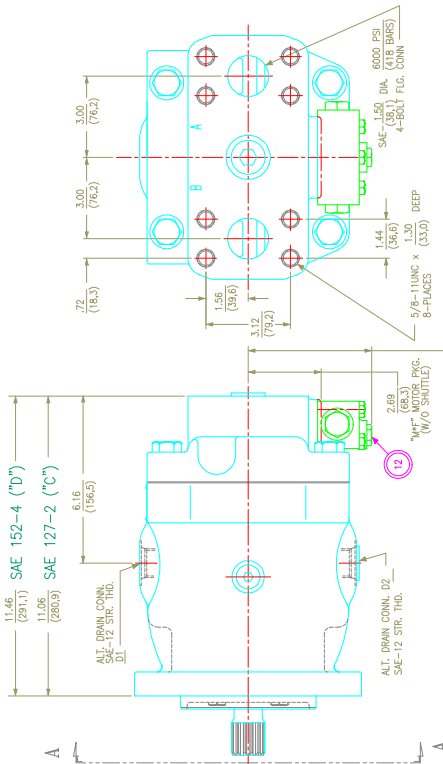 3.00
(76,2)
3.00
(76,2)
.72
(18,3)
A
B
6000 PSI
(418 BARS)
SAE-1.50 DIA.
(38,1)
4-BOLT FLG. CONN
1.44
(36,6)
5/8-11UNC x 1.30 DEEP
(33,0)
8-PLACES
1.56
(39,6)
3.12
(79,2)
11.46
(291,1)
SAE 152-4 ("D")
11.06
(280,9)
SAE 127-2 ("C")
6.16
(156,5)
ALT. DRAIN CONN.
SAE-12 STR. THD.
D1
2.69
(68,3)
"M*F" MOTOR PKG.
(W/O SHUTTLE)
12
ALT. DRAIN CONN. D2
SAE-12 STR. THD.
A
A